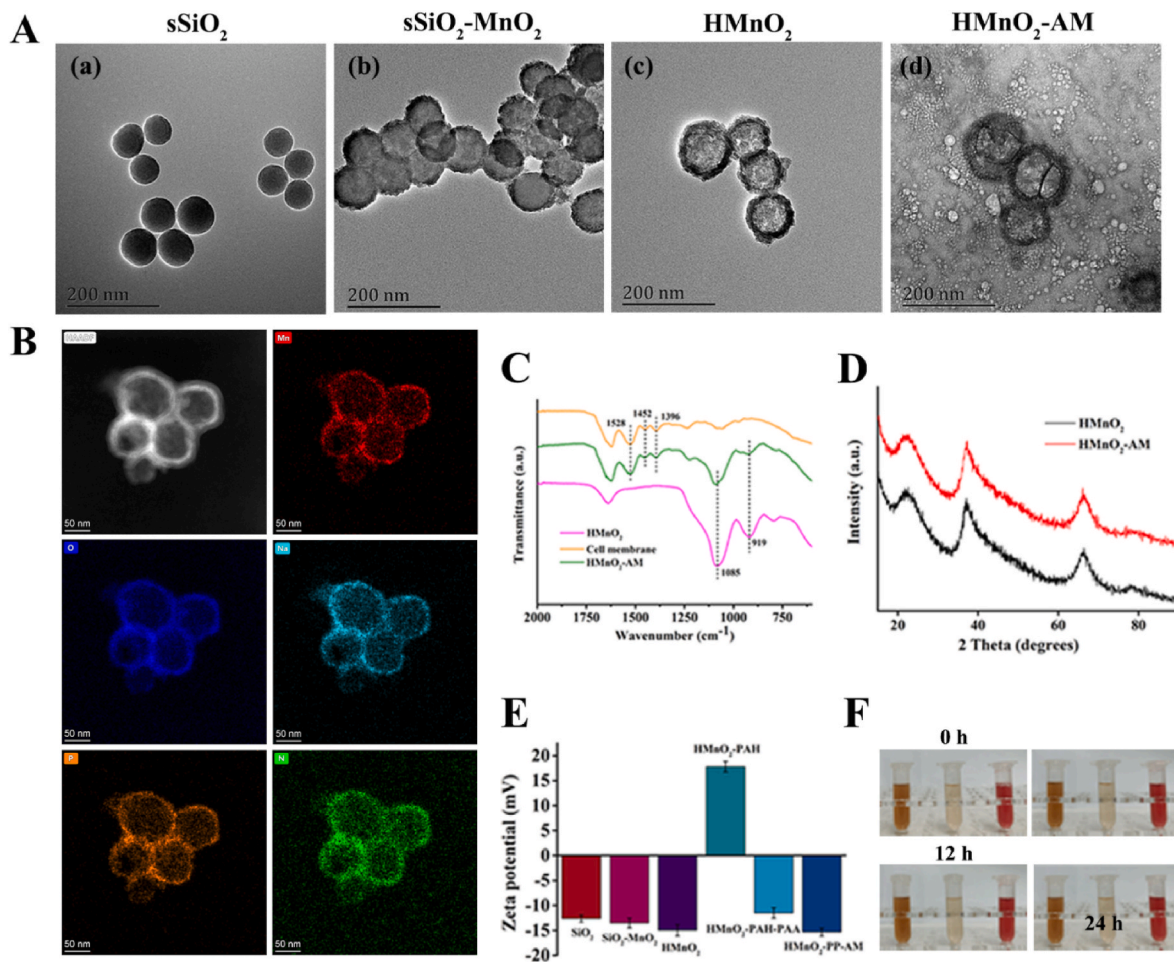 A
sSiO2
sSiO2-MnO2
HMnO2
HMnO2-AM
(a)
(b)
(c)
(d)
200 nm
200 nm
200 nm
200 nm
B
HAADF
Mn
50 nm
50 nm
O
Na
50 nm
50 nm
P
N
50 nm
50 nm
C
Transmittance (a.u.)
1528
1452
1396
HMnO2
Cell membrane
HMnO2-AM
1085
919
2000
1750
1500
1250
1000
750
Wavenumber (cm-1)
D
Intensity (a.u.)
HMnO2
HMnO2-AM
20
40
60
80
2 Theta (degrees)
E
Zeta potential (mV)
20
15
10
5
0
-5
-10
-15
-20
HMnO2-PAH
SiO2
SiO2-MnO2
HMnO2
HMnO2-PAH-PAA
HMnO2-PP-AM
F
0 h
12 h
24 h